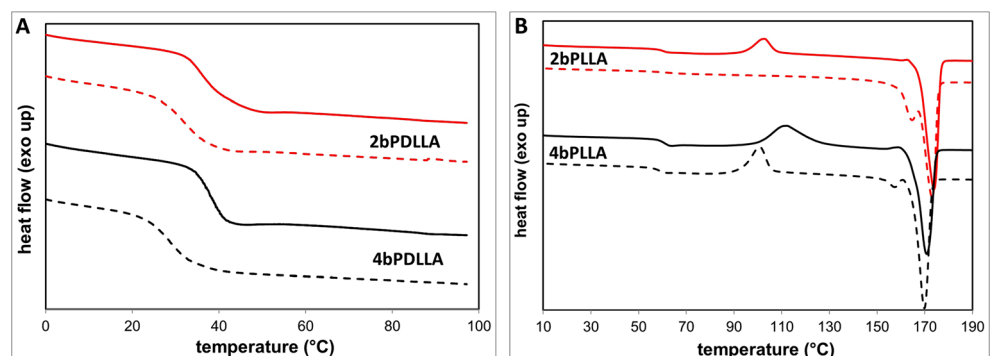 A
2bPDLLA
4bPDLLA
heat flow (exo up)
0 20 40 60 80 100
temperature (°C)
B
2bPLLA
4bPLLA
heat flow (exo up)
10 30 50 70 90 110 130 150 170 190
temperature (°C)